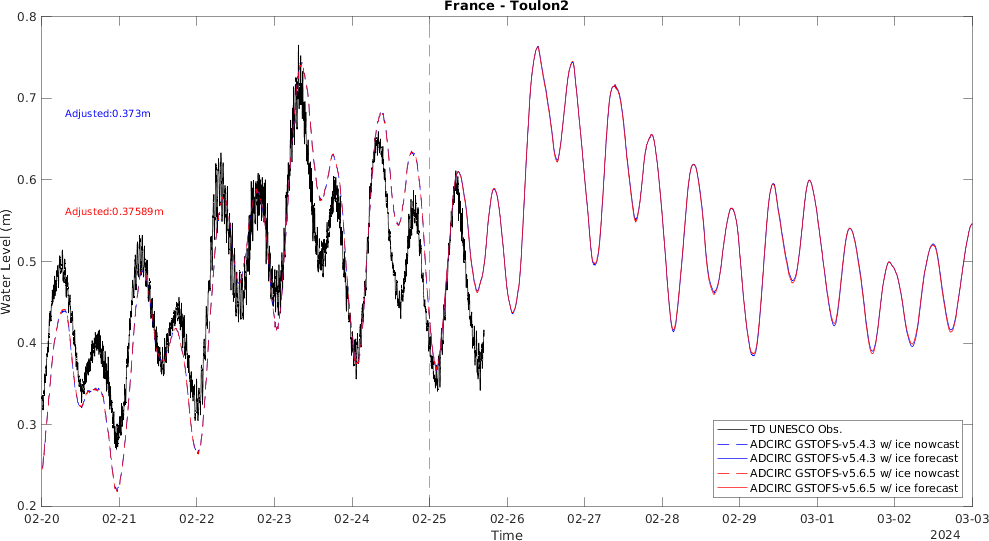 France - Toulon2
0.8
0.7
0.6
0.5
0.4
0.3
0.2
Water Level (m)
Adjusted:0.373m
Adjusted:0.37589m
TD UNESCO Obs.
ADCIRC GSTOFS-v5.4.3 w/ ice nowcast
ADCIRC GSTOFS-v5.4.3 w/ ice forecast
ADCIRC GSTOFS-v5.6.5 w/ ice nowcast
ADCIRC GSTOFS-v5.6.5 w/ ice forecast
02-20 02-21 02-22 02-23 02-24 02-25 02-26 02-27 02-28 02-29 03-01 03-02 03-03
Time
2024